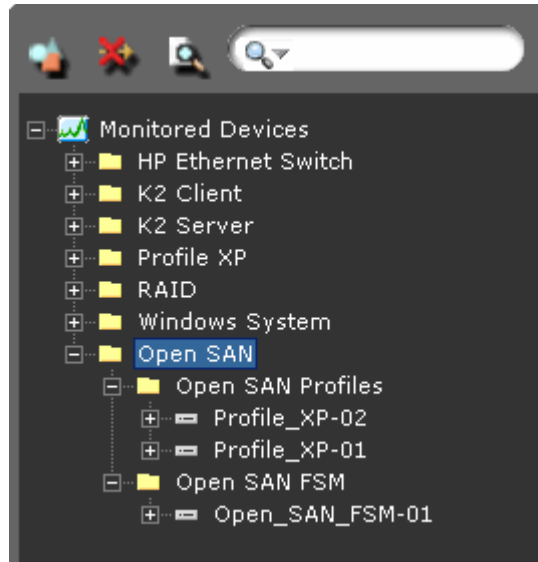 Monitored Devices
HP Ethernet Switch
K2 Client
K2 Server
Profile XP
RAID
Windows System
Open SAN
Open SAN Profiles
Profile_XP-02
Profile_XP-01
Open SAN FSM
Open_SAN_FSM-01